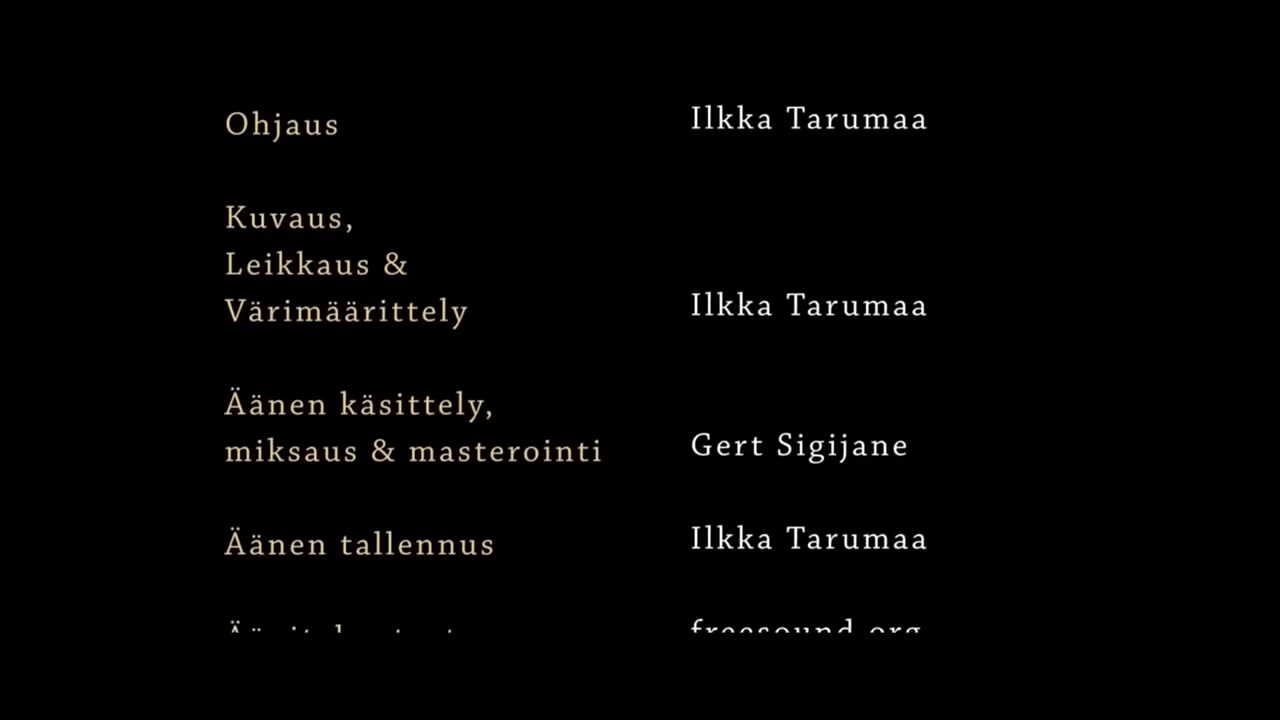 Ohjaus Ilkka Tarumaa
Kuvaus,
Leikkaus &
Värimäärittely Ilkka Tarumaa
Äänen käsittely,
miksaus & masterointi Gert Sigijane
Äänen tallennus Ilkka Tarumaa
freesound.org